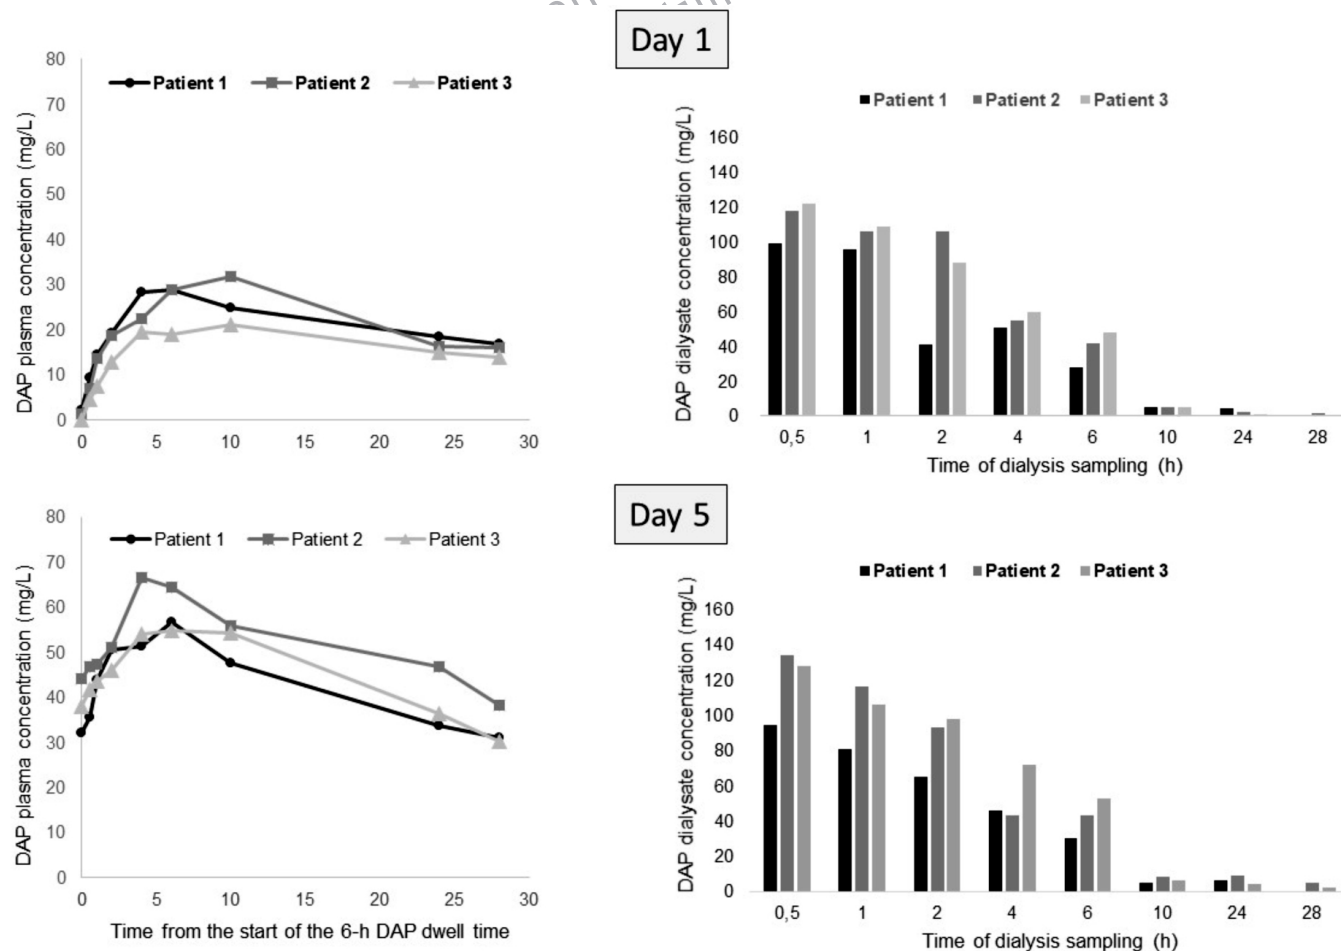 Day 1
80
70
60
50
40
30
20
10
0
DAP plasma concentration (mg/L)
Patient 1 Patient 2 Patient 3
0 5 10 15 20 25 30
Patient 1 Patient 2 Patient 3
160
140
120
100
80
60
40
20
0
DAP dialysate concentration (mg/L)
0,5 1 2 4 6 10 24 28
Time of dialysis sampling (h)
Day 5
80
70
60
50
40
30
20
10
0
DAP plasma concentration (mg/L)
Patient 1 Patient 2 Patient 3
0 5 10 15 20 25 30
Time from the start of the 6-h DAP dwell time
Patient 1 Patient 2 Patient 3
160
140
120
100
80
60
40
20
0
DAP dialysate concentration (mg/L)
0,5 1 2 4 6 10 24 28
Time of dialysis sampling (h)